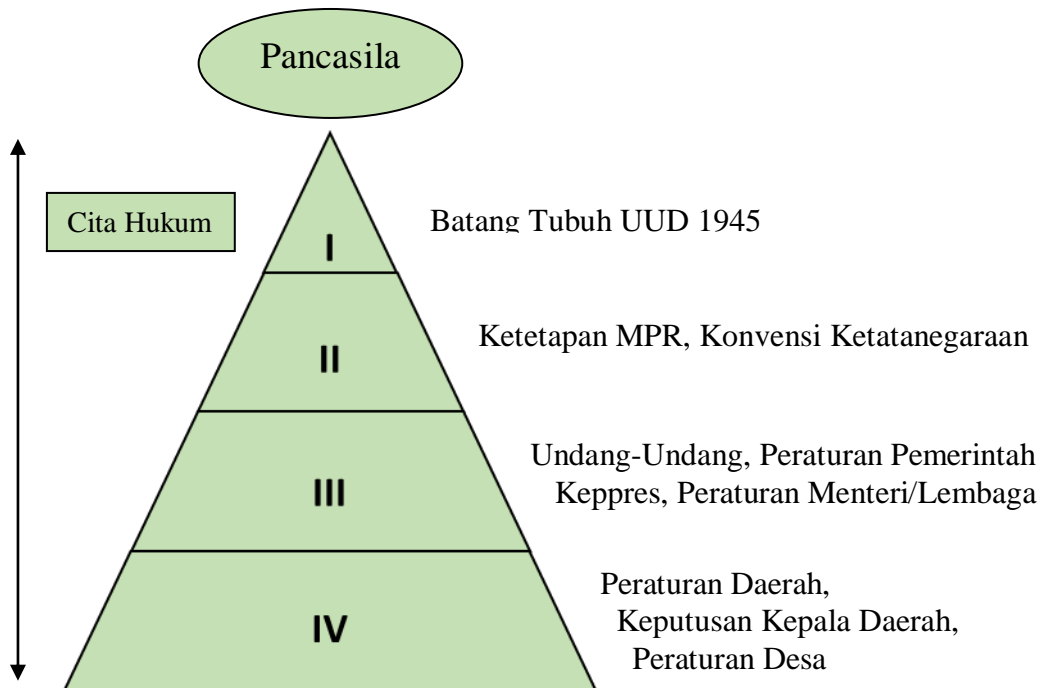 Pancasila
Cita Hukum
I
Batang Tubuh UUD 1945
II
Ketetapan MPR, Konvensi Ketatanegaraan
III
Undang-Undang, Peraturan Pemerintah
Keppres, Peraturan Menteri/Lembaga
IV
Peraturan Daerah,
Keputusan Kepala Daerah,
Peraturan Desa